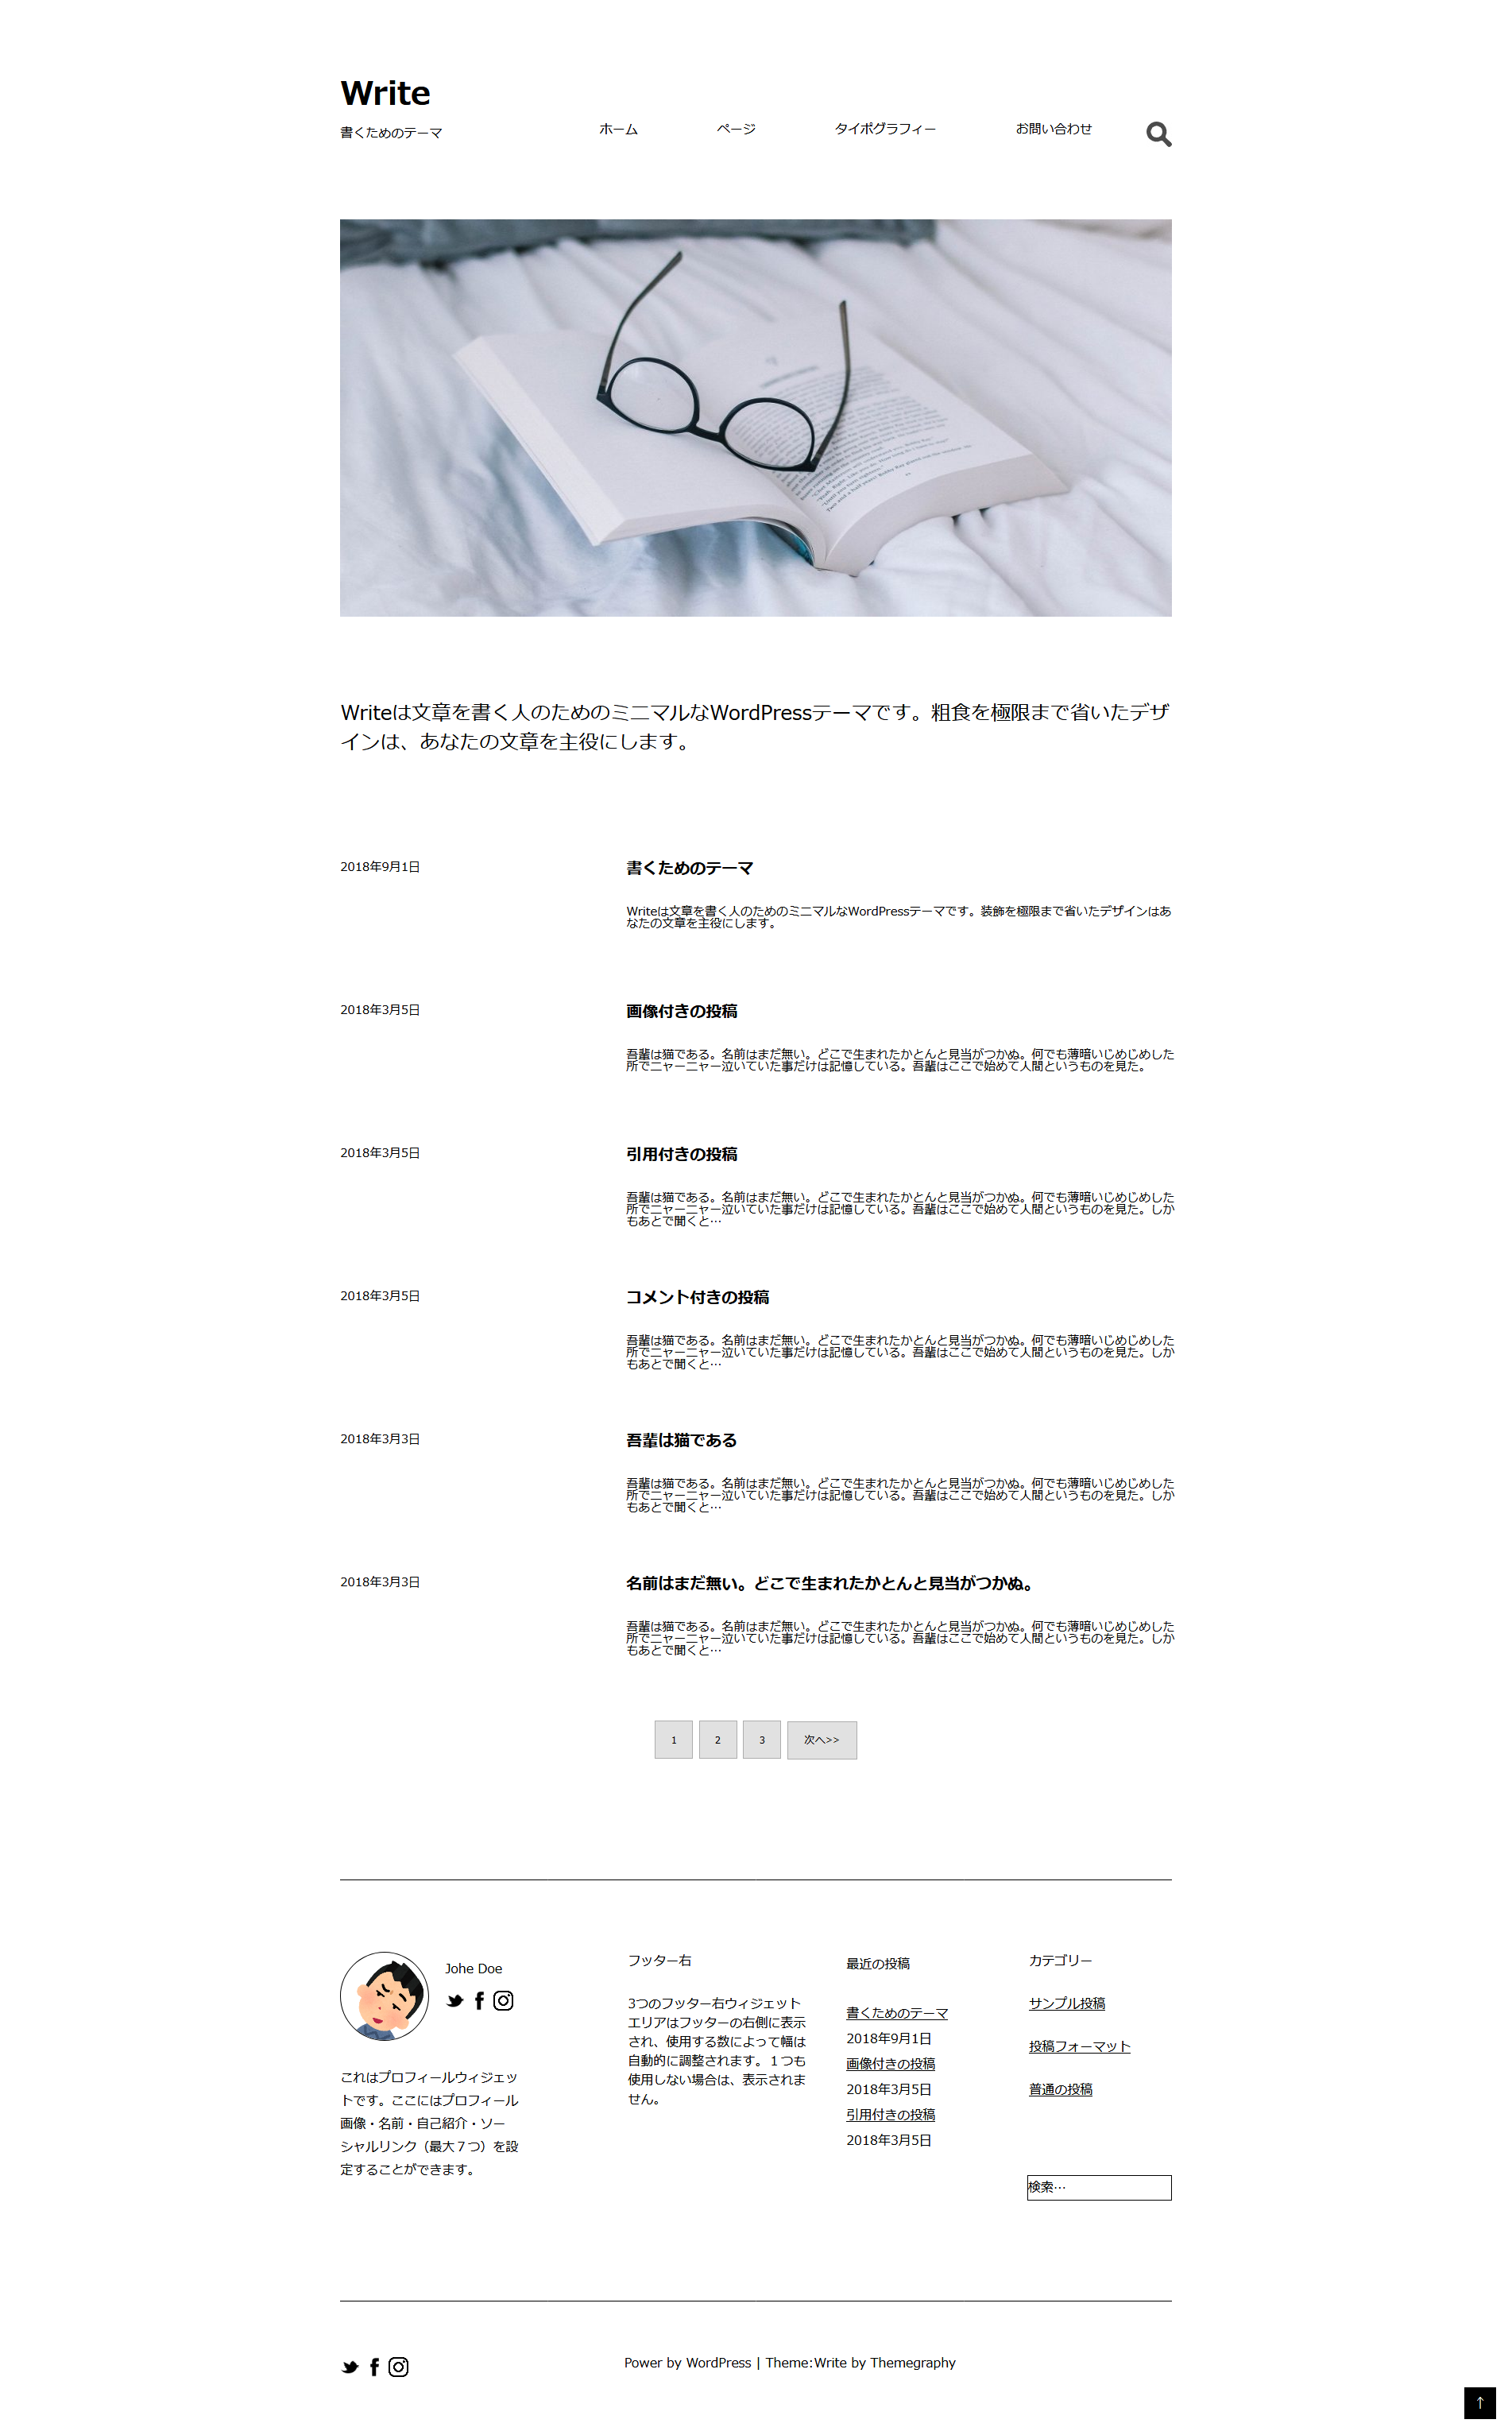 Write
書くためのテーマ
ホーム ページ タイポグラフィー お問い合わせ
Writeは文章を書く人のためのミニマルなWordPressテーマです。粗食を極限まで省いたデザ
インは、あなたの文章を主役にします。
2018年9月1日
書くためのテーマ
Writeは文章を書く人のためのミニマルなWordPressテーマです。装飾を極限まで省いたデザインはあ
なたの文章を主役にします。
2018年3月5日
画像付きの投稿
吾輩は猫である。名前はまだ無い。どこで生まれたかとんと見当がつかぬ。何でも薄暗いじめじめした
所でニャーニャー泣いていた事だけは記憶している。吾輩はここで始めて人間というものを見た。
2018年3月5日
引用付きの投稿
吾輩は猫である。名前はまだ無い。どこで生まれたかとんと見当がつかぬ。何でも薄暗いじめじめした
所でニャーニャー泣いていた事だけは記憶している。吾輩はここで始めて人間というものを見た。しか
もあとで聞くと…
2018年3月5日
コメント付きの投稿
吾輩は猫である。名前はまだ無い。どこで生まれたかとんと見当がつかぬ。何でも薄暗いじめじめした
所でニャーニャー泣いていた事だけは記憶している。吾輩はここで始めて人間というものを見た。しか
もあとで聞くと…
2018年3月3日
吾輩は猫である
吾輩は猫である。名前はまだ無い。どこで生まれたかとんと見当がつかぬ。何でも薄暗いじめじめした
所でニャーニャー泣いていた事だけは記憶している。吾輩はここで始めて人間というものを見た。しか
もあとで聞くと…
2018年3月3日
名前はまだ無い。どこで生まれたかとんと見当がつかぬ。
吾輩は猫である。名前はまだ無い。どこで生まれたかとんと見当がつかぬ。何でも薄暗いじめじめした
所でニャーニャー泣いていた事だけは記憶している。吾輩はここで始めて人間というものを見た。しか
もあとで聞くと…
1 2 3 次へ>>
Johe Doe
これはプロフィールウィジェッ
トです。ここにはプロフィール
画像・名前・自己紹介・ソー
シャルリンク（最大７つ）を設
定することができます。
フッター右
3つのフッター右ウィジェット
エリアはフッターの右側に表示
され、使用する数によって幅は
自動的に調整されます。１つも
使用しない場合は、表示されま
せん。
最近の投稿
書くためのテーマ
2018年9月1日
画像付きの投稿
2018年3月5日
引用付きの投稿
2018年3月5日
カテゴリー
サンプル投稿
投稿フォーマット
普通の投稿
検索…
Power by WordPress | Theme:Write by Themegraphy
↑